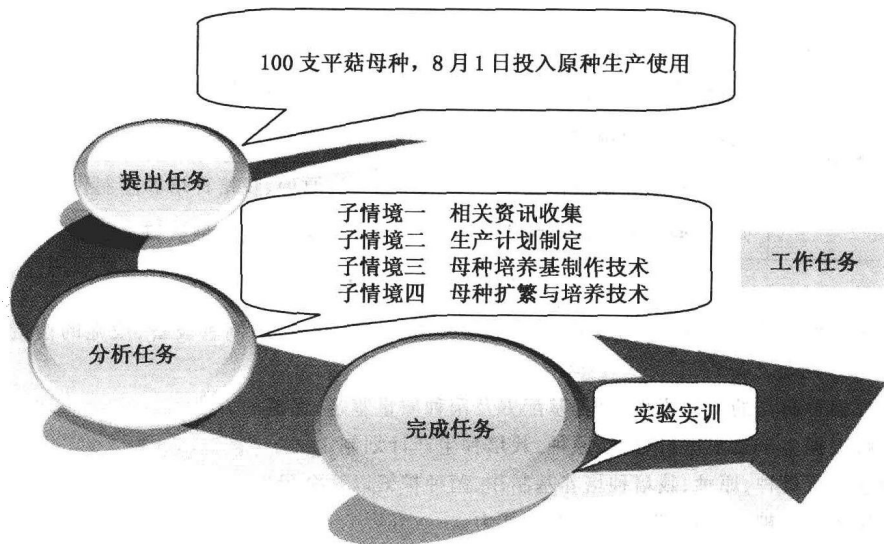 100 支平菇母种，8 月 1 日投入原种生产使用
提出任务
子情境一 相关资讯收集
子情境二 生产计划制定
子情境三 母种培养基制作技术
子情境四 母种扩繁与培养技术
工作任务
分析任务
完成任务
实验实训